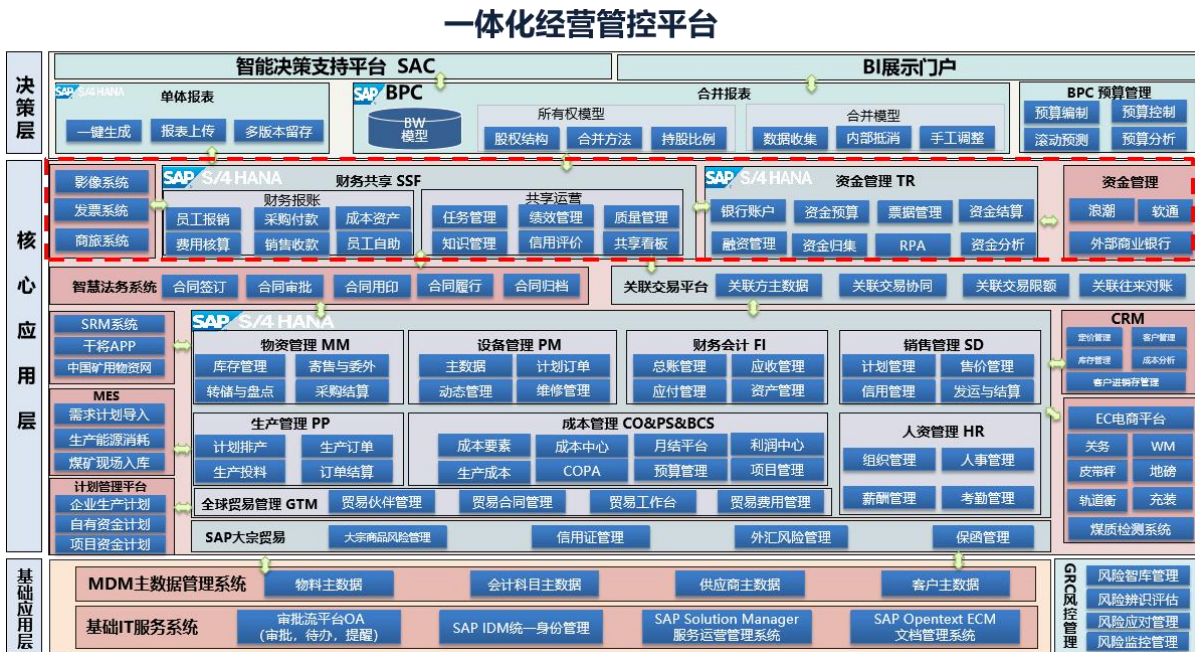 一体化经营管控平台
决策层
智能决策支持平台 SAC
BI展示门户
SAP S/4 HANA
单体报表
一键生成
报表上传
多版本留存
SAP BPC
合并报表
BW
模型
所有权模型
股权结构
合并方法
持股比例
合并模型
数据收集
内部抵消
手工调整
BPC 预算管理
预算编制
预算控制
滚动预测
预算分析
核心应用层
影像系统
发票系统
商旅系统
SAP S/4 HANA
财务共享 SSF
财务报账
员工报销
采购付款
成本资产
费用核算
销售收款
员工自助
共享运营
任务管理
绩效管理
质量管理
知识管理
信用评价
共享看板
SAP S/4 HANA
资金管理 TR
银行账户
资金预算
票据管理
资金结算
融资管理
资金归集
RPA
资金分析
资金管理
浪潮
软通
外部商业银行
智慧法务系统
合同签订
合同审批
合同用印
合同履行
合同归档
关联交易平台
关联方主数据
关联交易协同
关联交易限额
关联往来对账
SRM系统
干将APP
中国矿用物资网
MES
需求计划导入
生产能源消耗
煤矿现场入库
计划管理平台
企业生产计划
自有资金计划
项目资金计划
SAP S/4 HANA
物资管理 MM
库存管理
寄售与委外
转储与盘点
采购结算
设备管理 PM
主数据
计划订单
动态管理
维修管理
财务会计 FI
总账管理
应收管理
应付管理
资产管理
销售管理 SD
计划管理
售价管理
信用管理
发运与结算
生产管理 PP
计划排产
生产订单
生产投料
订单结算
成本管理 CO&PS&BCS
成本要素
成本中心
月结平台
利润中心
生产成本
COPA
预算管理
项目管理
人资管理 HR
组织管理
人事管理
薪酬管理
考勤管理
全球贸易管理 GTM
贸易伙伴管理
贸易合同管理
贸易工作台
贸易费用管理
SAP大宗贸易
大宗商品风险管理
信用证管理
外汇风险管理
保函管理
CRM
定价管理
客户管理
库存管理
成本分析
客户进销存管理
EC电商平台
关务
WM
皮带秤
地磅
轨道衡
充装
煤质检测系统
基础应用层
MDM主数据管理系统
物料主数据
会计科目主数据
供应商主数据
客户主数据
基础IT服务系统
审批流平台OA
(审批，待办，提醒)
SAP IDM统一身份管理
SAP Solution Manager
服务运营管理系统
SAP Opentext ECM
文档管理系统
GRC风控管理
风险智库管理
风险辨识评估
风险应对管理
风险监控管理